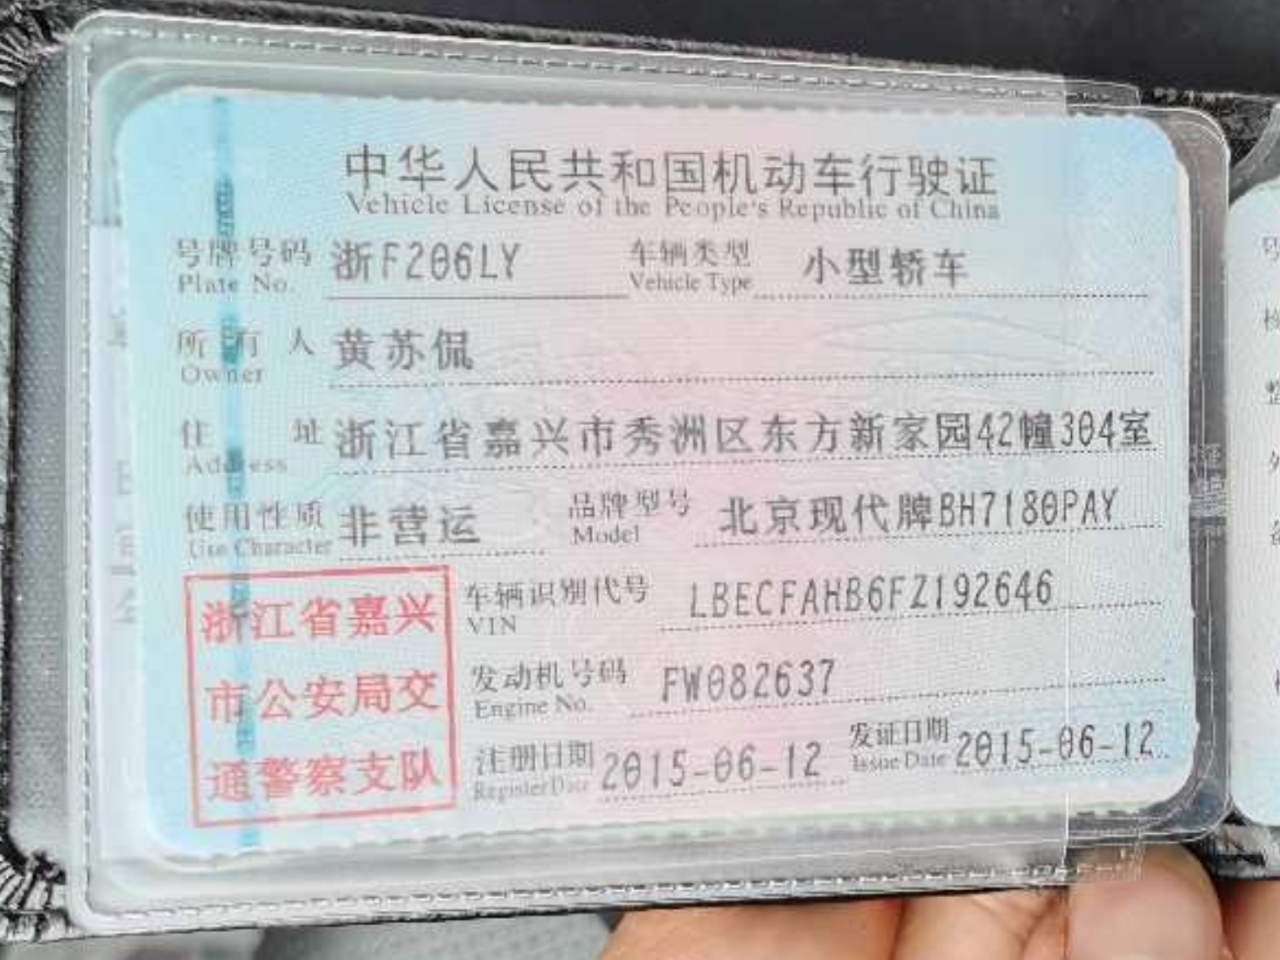 中华人民共和国机动车行驶证
Vehicle License of the People's Republic of China
号牌号码 浙F206LY 车辆类型 小型轿车
Plate No. Vehicle Type
所有人 黄苏侃
Owner
住址 浙江省嘉兴市秀洲区东方新家园42幢304室
Address
使用性质 非营运 品牌型号 北京现代牌BH7180PAY
Use Character Model
浙江省嘉兴
市公安局交
通警察支队
车辆识别代号 LBECFAHB6FZ192646
VIN
发动机号码 FW082637
Engine No.
注册日期 2015-06-12 发证日期 2015-06-12
Register Date Issue Date